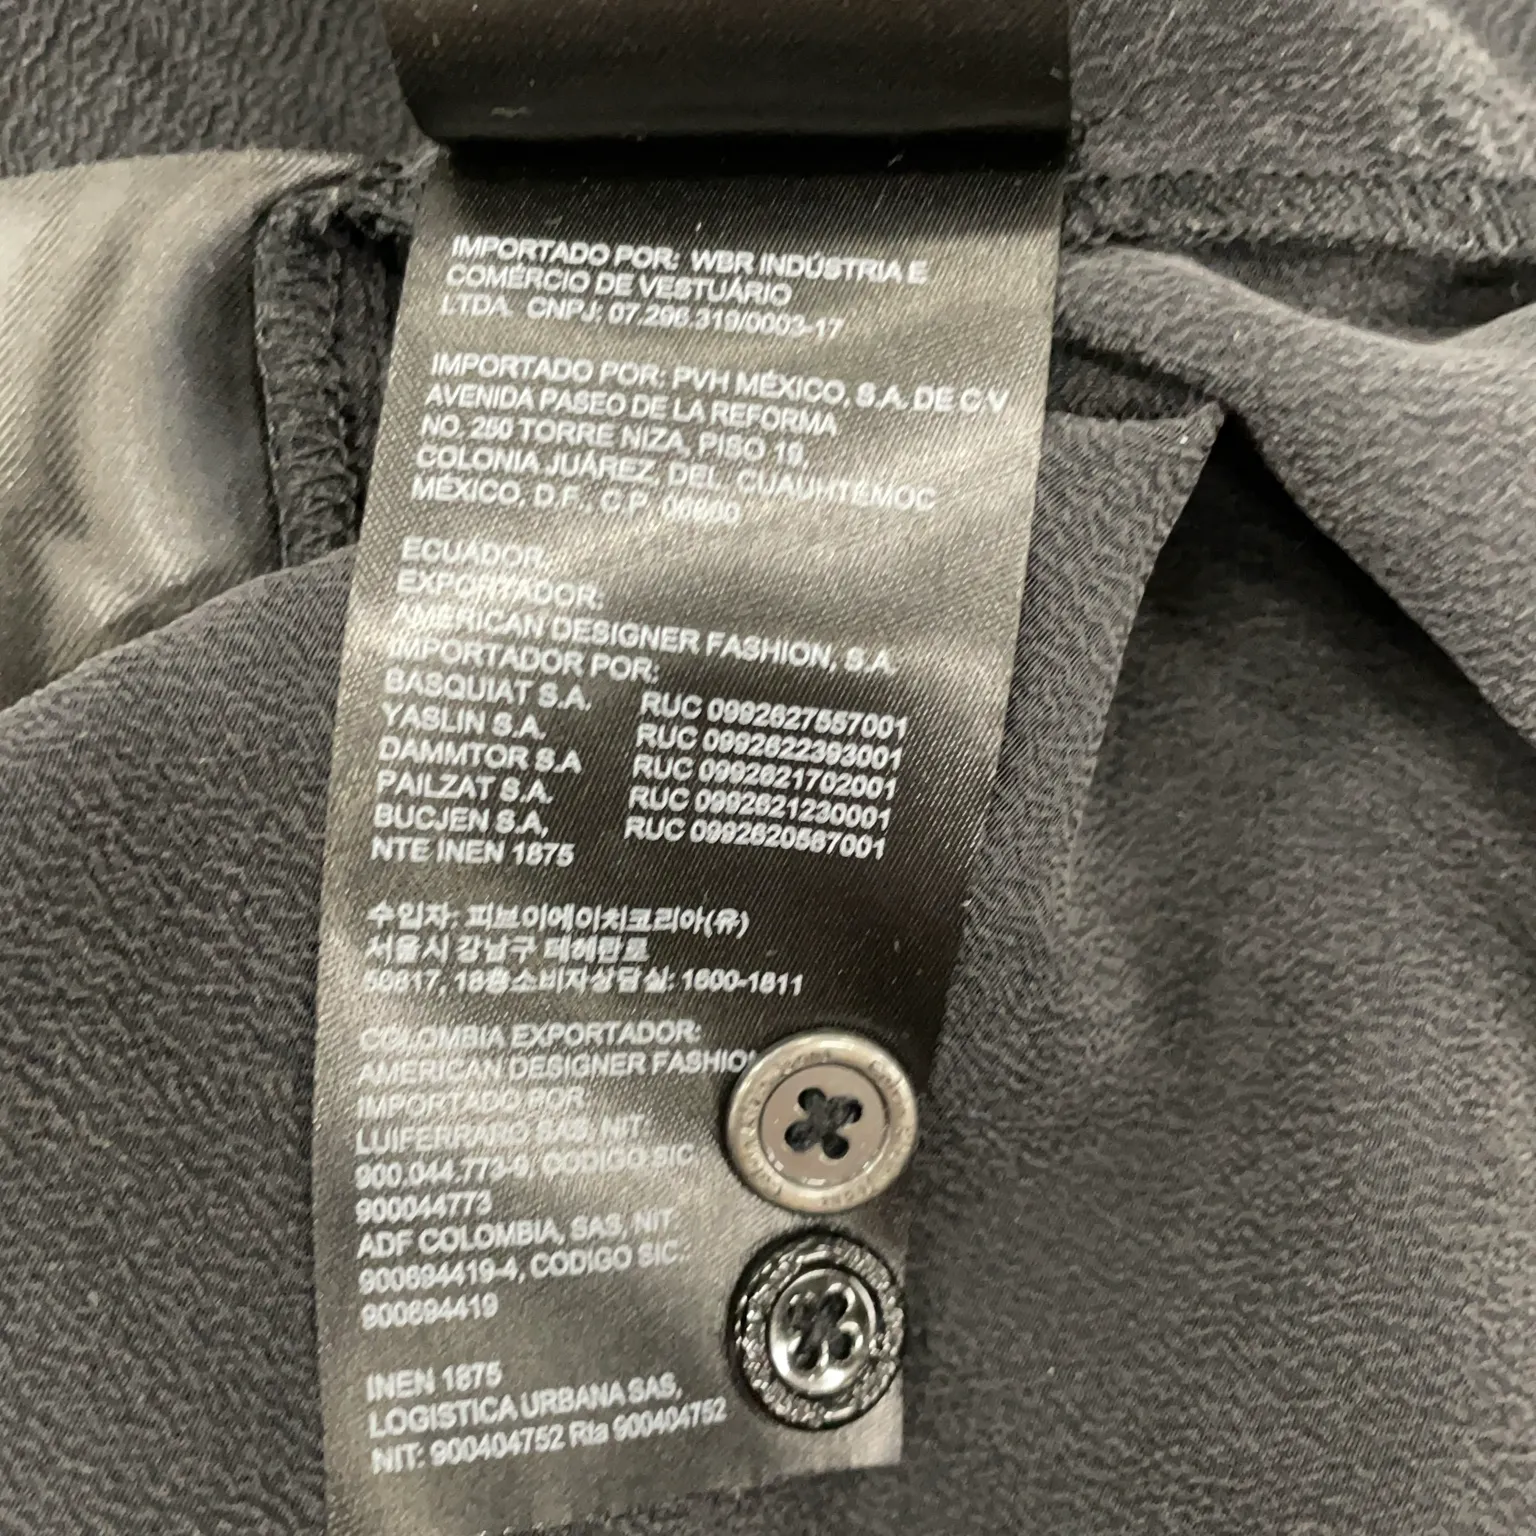 IMPORTADO POR: WBR INDÚSTRIA E
COMÉRCIO DE VESTUÁRIO
LTDA. CNPJ: 07.296.319/0003-17
IMPORTADO POR: PVH MÉXICO, S.A. DE C.V
AVENIDA PASEO DE LA REFORMA
NO. 250 TORRE NIZA, PISO 19,
COLONIA JUÁREZ, DEL. CUAUHTÉMOC
MÉXICO, D.F., C.P. 06600
ECUADOR:
EXPORTADOR:
AMERICAN DESIGNER FASHION, S.A.
IMPORTADOR POR:
BASQUIAT S.A. RUC 0992627557001
YASLIN S.A. RUC 0992622393001
DAMMTOR S.A RUC 0992621702001
PAILZAT S.A. RUC 0992621230001
BUCJEN S.A, RUC 0992620567001
NTE INEN 1875
수입자: 피브이에이치코리아(유)
서울시 강남구 테헤란로
50617, 18층소비자상담실: 1600-1811
COLOMBIA EXPORTADOR:
AMERICAN DESIGNER FASHION
IMPORTADO POR
LUIFERRARO SAS, NIT.
900.044.773-9, CODIGO SIC.
900044773
ADF COLOMBIA, SAS, NIT.
900694419-4, CODIGO SIC.:
900694419
INEN 1875
LOGISTICA URBANA SAS,
NIT: 900404752 Rta 900404752